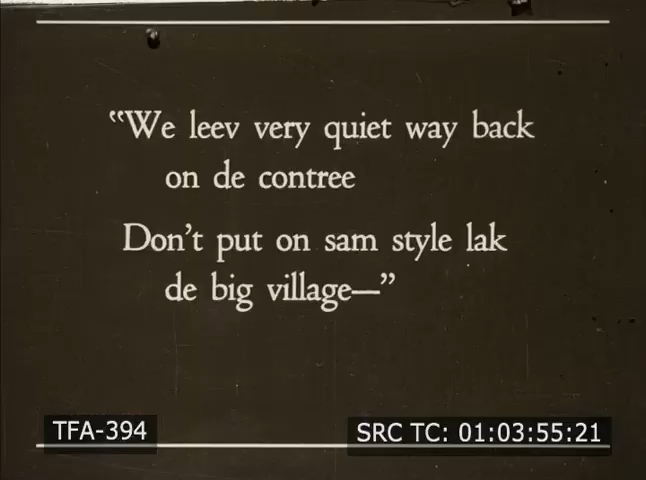 “We leev very quiet way back
on de contree
Don’t put on sam style lak
de big village—”
TFA-394
SRC TC: 01:03:55:21